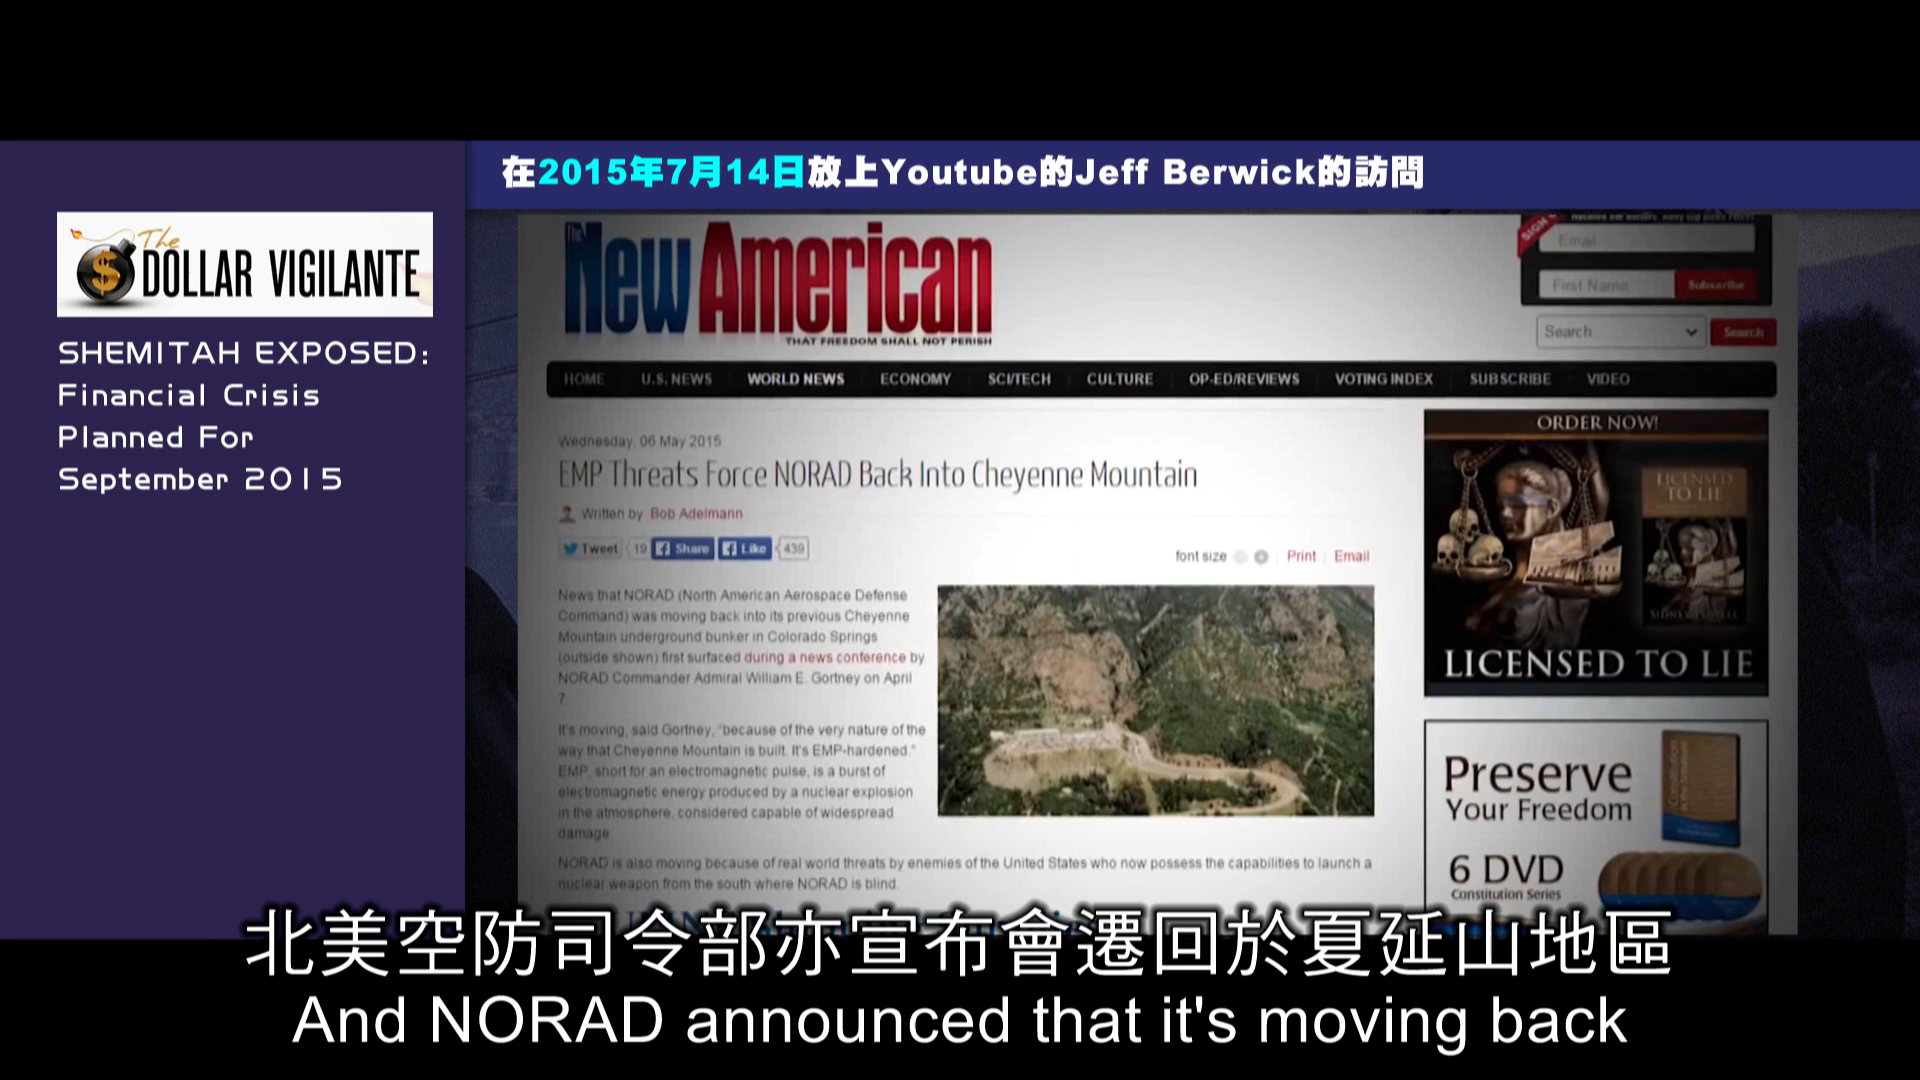 在2015年7月14日放上Youtube的Jeff Berwick的訪問
The
DOLLAR VIGILANTE
SHEMITAH EXPOSED:
Financial Crisis
Planned For
September 2015
The New American
THAT FREEDOM SHALL NOT PERISH
SIGN
Email
First Name
Subscribe
Search...
Search
HOME
U.S. NEWS
WORLD NEWS
ECONOMY
SCI/TECH
CULTURE
OP-ED/REVIEWS
VOTING INDEX
SUBSCRIBE
VIDEO
Wednesday, 06 May 2015
EMP Threats Force NORAD Back Into Cheyenne Mountain
Written by Bob Adelmann
Tweet 19 Share Like 439
font size Print Email
News that NORAD (North American Aerospace Defense
Command) was moving back into its previous Cheyenne
Mountain underground bunker in Colorado Springs
(outside shown) first surfaced during a news conference by
NORAD Commander Admiral William E. Gortney on April
7.
It's moving, said Gortney, "because of the very nature of the
way that Cheyenne Mountain is built. It's EMP-hardened."
EMP, short for an electromagnetic pulse, is a burst of
electromagnetic energy produced by a nuclear explosion
in the atmosphere, considered capable of widespread
damage.
NORAD is also moving because of real world threats by enemies of the United States who now possess the capabilities to launch a
nuclear weapon from the south where NORAD is blind.
ORDER NOW!
LICENSED
TO LIE
LICENSED TO LIE
Preserve
Your Freedom
6 DVD
Constitution Series
北美空防司令部亦宣布會遷回於夏延山地區
And NORAD announced that it's moving back